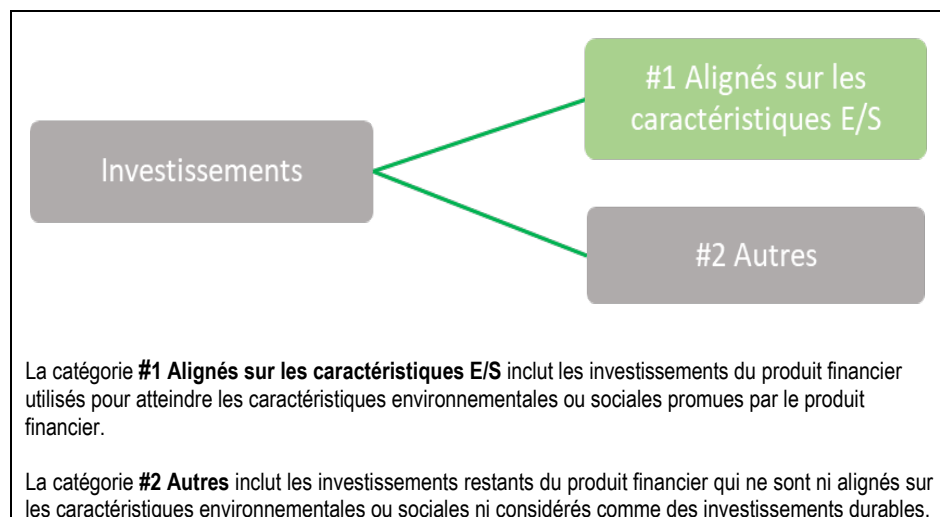 #1 Alignés sur les
caractéristiques E/S
Investissements
#2 Autres
La catégorie #1 Alignés sur les caractéristiques E/S inclut les investissements du produit financier
utilisés pour atteindre les caractéristiques environnementales ou sociales promues par le produit
financier.
La catégorie #2 Autres inclut les investissements restants du produit financier qui ne sont ni alignés sur
les caractéristiques environnementales ou sociales ni considérés comme des investissements durables.